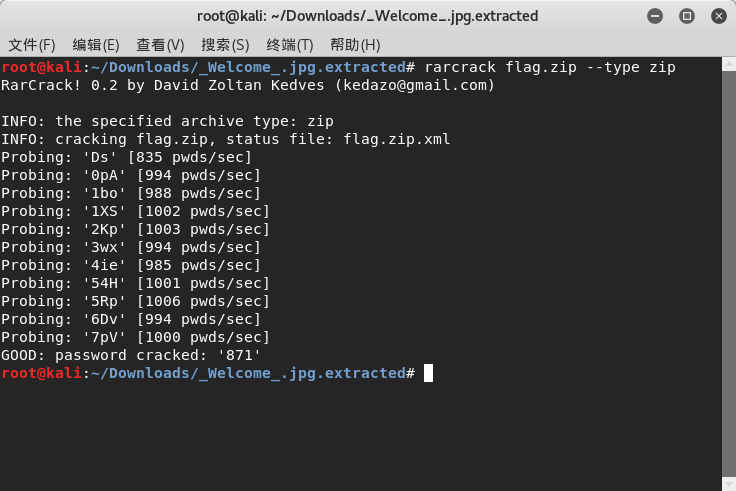 root@kali: ~/Downloads/_Welcome_.jpg.extracted
文件(F) 编辑(E) 查看(V) 搜索(S) 终端(T) 帮助(H)
root@kali:~/Downloads/_Welcome_.jpg.extracted# rarcrack flag.zip --type zip
RarCrack! 0.2 by David Zoltan Kedves (kedazo@gmail.com)
INFO: the specified archive type: zip
INFO: cracking flag.zip, status file: flag.zip.xml
Probing: 'Ds' [835 pwds/sec]
Probing: '0pA' [994 pwds/sec]
Probing: '1bo' [988 pwds/sec]
Probing: '1XS' [1002 pwds/sec]
Probing: '2Kp' [1003 pwds/sec]
Probing: '3wx' [994 pwds/sec]
Probing: '4ie' [985 pwds/sec]
Probing: '54H' [1001 pwds/sec]
Probing: '5Rp' [1006 pwds/sec]
Probing: '6Dv' [994 pwds/sec]
Probing: '7pV' [1000 pwds/sec]
GOOD: password cracked: '871'
root@kali:~/Downloads/_Welcome_.jpg.extracted#